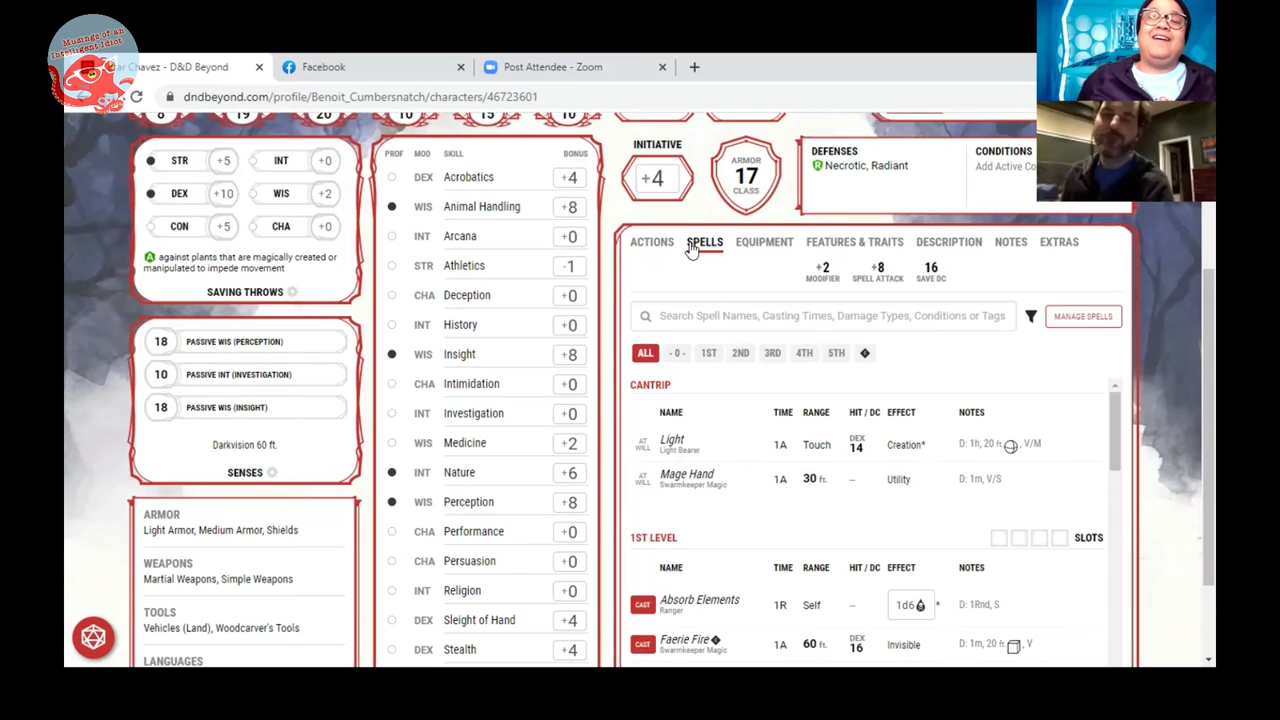 Musings of an
Intelligent Idiot
ar Chavez - D&D Beyond
Facebook
Post Attendee - Zoom
dndbeyond.com/profile/Benoit_Cumbersnatch/characters/46723601
8 19 20 10 15 10
STR +5 INT +0
DEX +10 WIS +2
CON +5 CHA +0
A against plants that are magically created or
manipulated to impede movement
SAVING THROWS
18 PASSIVE WIS (PERCEPTION)
10 PASSIVE INT (INVESTIGATION)
18 PASSIVE WIS (INSIGHT)
Darkvision 60 ft.
SENSES
ARMOR
Light Armor, Medium Armor, Shields
WEAPONS
Martial Weapons, Simple Weapons
TOOLS
Vehicles (Land), Woodcarver's Tools
LANGUAGES
PROF MOD SKILL BONUS
DEX Acrobatics +4
WIS Animal Handling +8
INT Arcana +0
STR Athletics -1
CHA Deception +0
INT History +0
WIS Insight +8
CHA Intimidation +0
INT Investigation +0
WIS Medicine +2
INT Nature +6
WIS Perception +8
CHA Performance +0
CHA Persuasion +0
INT Religion +0
DEX Sleight of Hand +4
DEX Stealth +4
INITIATIVE
+4
ARMOR
17
CLASS
DEFENSES
R Necrotic, Radiant
CONDITIONS
Add Active Co
ACTIONS SPELLS EQUIPMENT FEATURES & TRAITS DESCRIPTION NOTES EXTRAS
+2 +8 16
MODIFIER SPELL ATTACK SAVE DC
Search Spell Names, Casting Times, Damage Types, Conditions or Tags
MANAGE SPELLS
ALL - 0 - 1ST 2ND 3RD 4TH 5TH
CANTRIP
NAME TIME RANGE HIT / DC EFFECT NOTES
AT WILL Light 1A Touch DEX 14 Creation* D: 1h, 20 ft. , V/M
Light Bearer
AT WILL Mage Hand 1A 30 ft. -- Utility D: 1m, V/S
Swarmkeeper Magic
1ST LEVEL SLOTS
NAME TIME RANGE HIT / DC EFFECT NOTES
CAST Absorb Elements 1R Self -- 1d6 * D: 1Rnd, S
Ranger
CAST Faerie Fire 1A 60 ft. DEX 16 Invisible D: 1m, 20 ft. , V
Swarmkeeper Magic